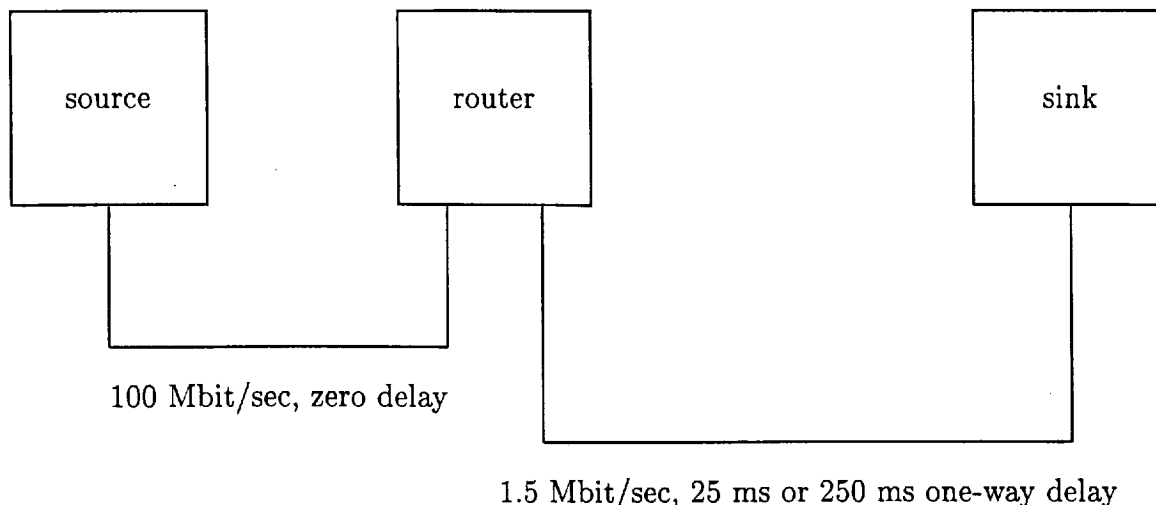 source
router
sink
100 Mbit/sec, zero delay
1.5 Mbit/sec, 25 ms or 250 ms one-way delay